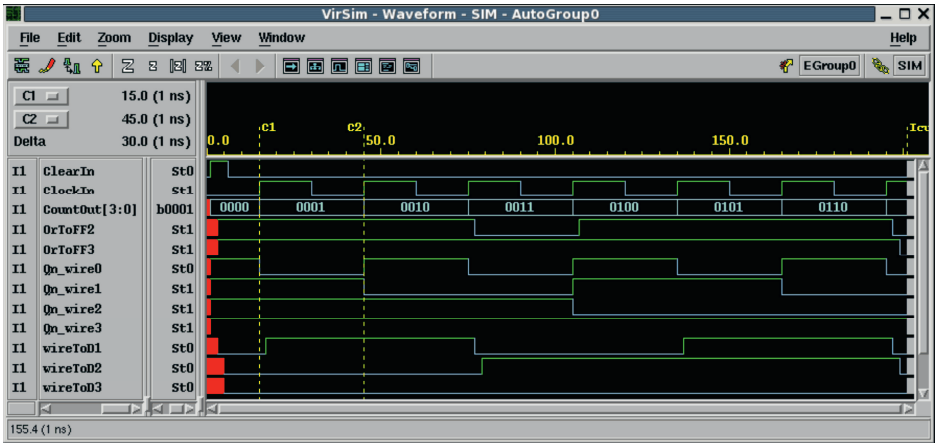 VirSim - Waveform - SIM - AutoGroup0
File Edit Zoom Display View Window Help
EGroup0 SIM
C1 15.0 (1 ns)
C2 45.0 (1 ns)
Delta 30.0 (1 ns)
C1 C2
0.0 50.0 100.0 150.0
I1 ClearIn St0
I1 ClockIn St1
I1 CountOut[3:0] b0001 0000 0001 0010 0011 0100 0101 0110
I1 OrToFF2 St1
I1 OrToFF3 St1
I1 Qn_wire0 St0
I1 Qn_wire1 St1
I1 Qn_wire2 St1
I1 Qn_wire3 St1
I1 wireToD1 St0
I1 wireToD2 St0
I1 wireToD3 St0
155.4 (1 ns)